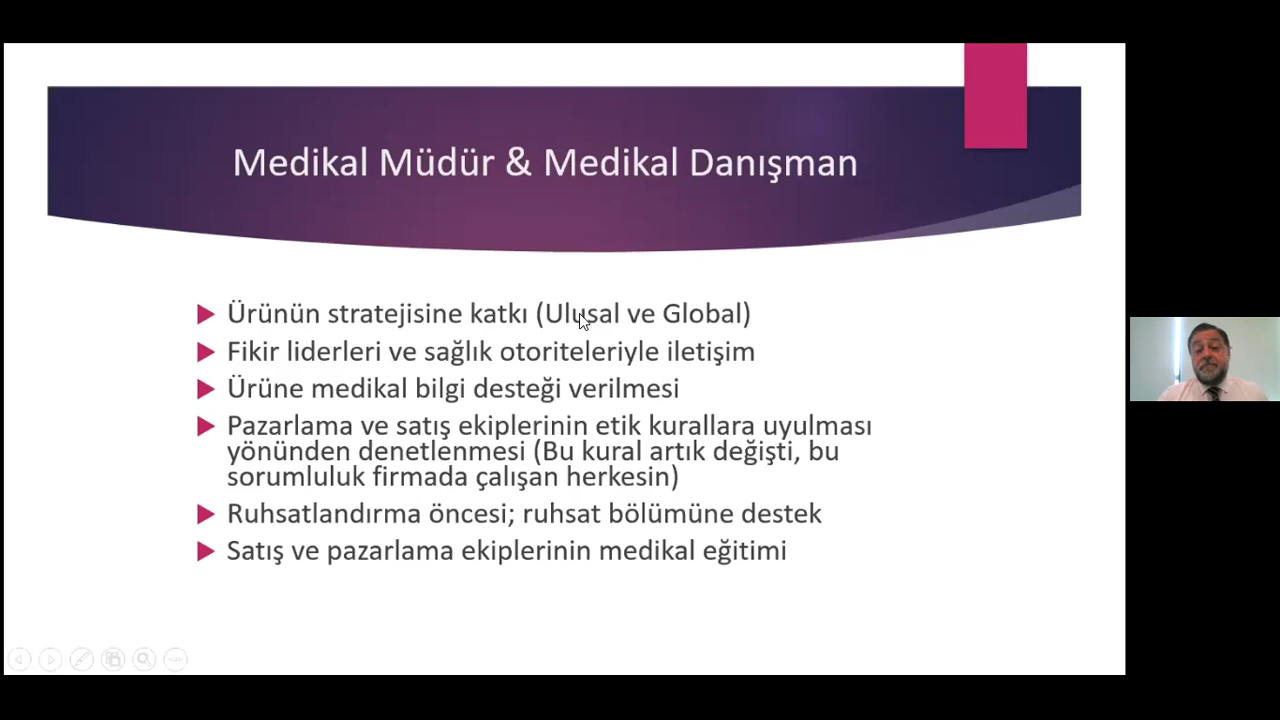 Medikal Müdür & Medikal Danışman
Ürünün stratejisine katkı (Ulusal ve Global)
Fikir liderleri ve sağlık otoriteleriyle iletişim
Ürüne medikal bilgi desteği verilmesi
Pazarlama ve satış ekiplerinin etik kurallara uyulması
yönünden denetlenmesi (Bu kural artık değişti, bu
sorumluluk firmada çalışan herkesin)
Ruhsatlandırma öncesi; ruhsat bölümüne destek
Satış ve pazarlama ekiplerinin medikal eğitimi